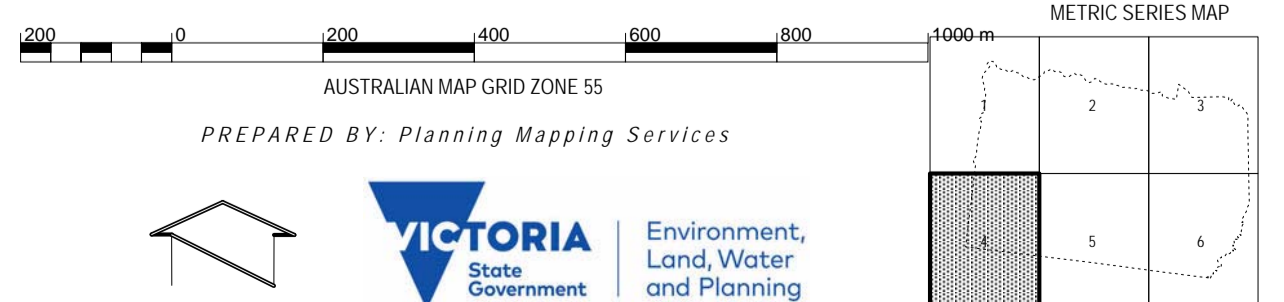 METRIC SERIES MAP
200 0 200 400 600 800 1000 m
AUSTRALIAN MAP GRID ZONE 55
PREPARED BY: Planning Mapping Services
1 2 3
VICTORIA
State
Government
Environment,
Land, Water
and Planning
4 5 6